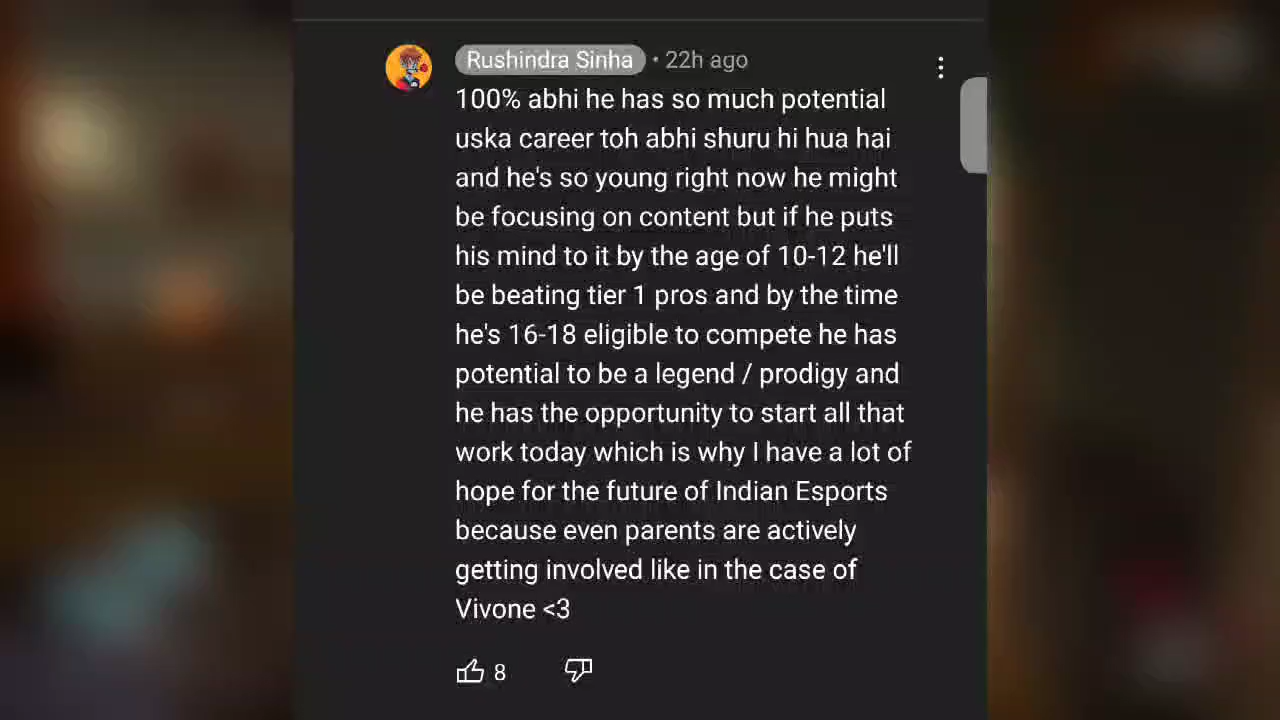 Rushindra Sinha • 22h ago
100% abhi he has so much potential
uska career toh abhi shuru hi hua hai
and he's so young right now he might
be focusing on content but if he puts
his mind to it by the age of 10-12 he'll
be beating tier 1 pros and by the time
he's 16-18 eligible to compete he has
potential to be a legend / prodigy and
he has the opportunity to start all that
work today which is why I have a lot of
hope for the future of Indian Esports
because even parents are actively
getting involved like in the case of
Vivone <3
8